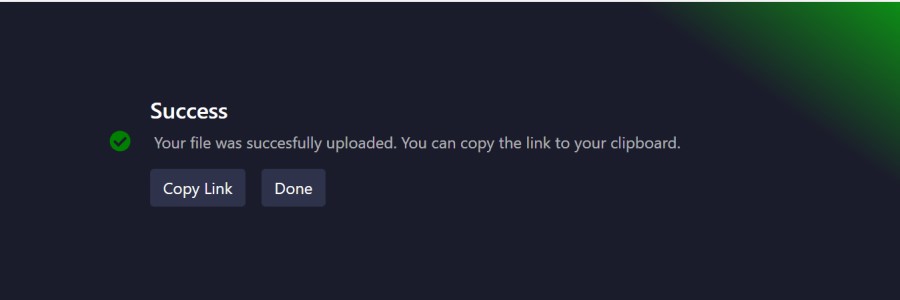 Success
Your file was succesfully uploaded. You can copy the link to your clipboard.
Copy Link Done